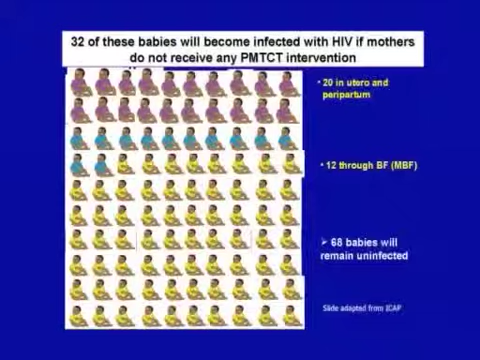 32 of these babies will become infected with HIV if mothers
do not receive any PMTCT intervention
• 20 in utero and
peripartum
• 12 through BF (MBF)
➢ 68 babies will
remain uninfected
Slide adapted from ICAP